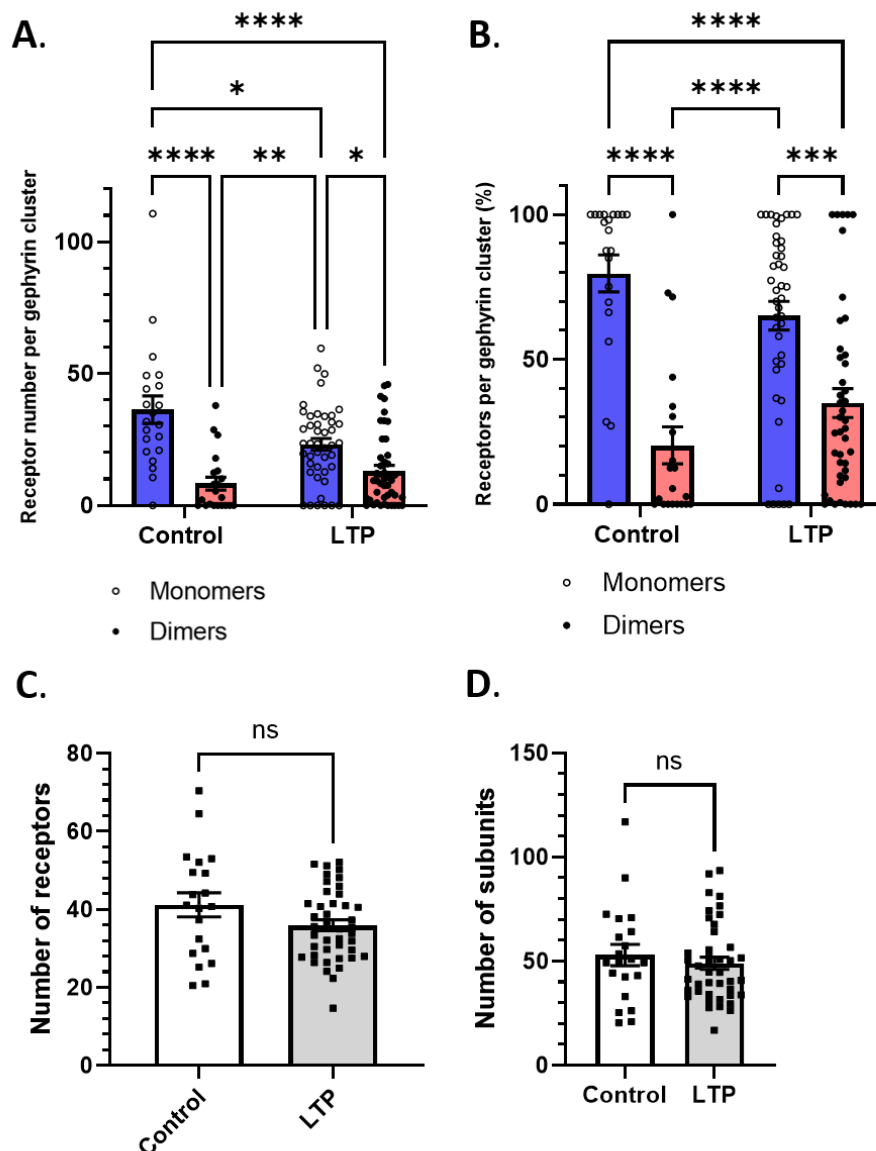 A.
****
*
****
**
*
Receptor number per gephyrin cluster
100
50
0
Control
LTP
Monomers
Dimers
B.
****
****
****
***
Receptors per gephyrin cluster (%)
100
50
0
Control
LTP
Monomers
Dimers
C.
ns
Number of receptors
80
60
40
20
0
Control
LTP
D.
ns
Number of subunits
150
100
50
0
Control
LTP